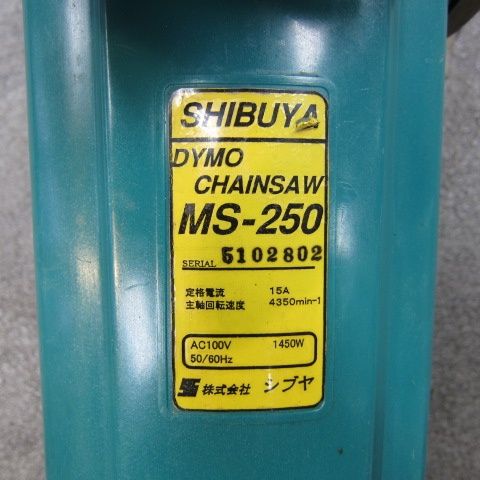 SHIBUYA
DYMO
CHAINSAW
MS-250
SERIAL 5102802
定格電流 15A
主軸回転速度 4350min-1
AC100V 1450W
50/60Hz
株式会社 シブヤ